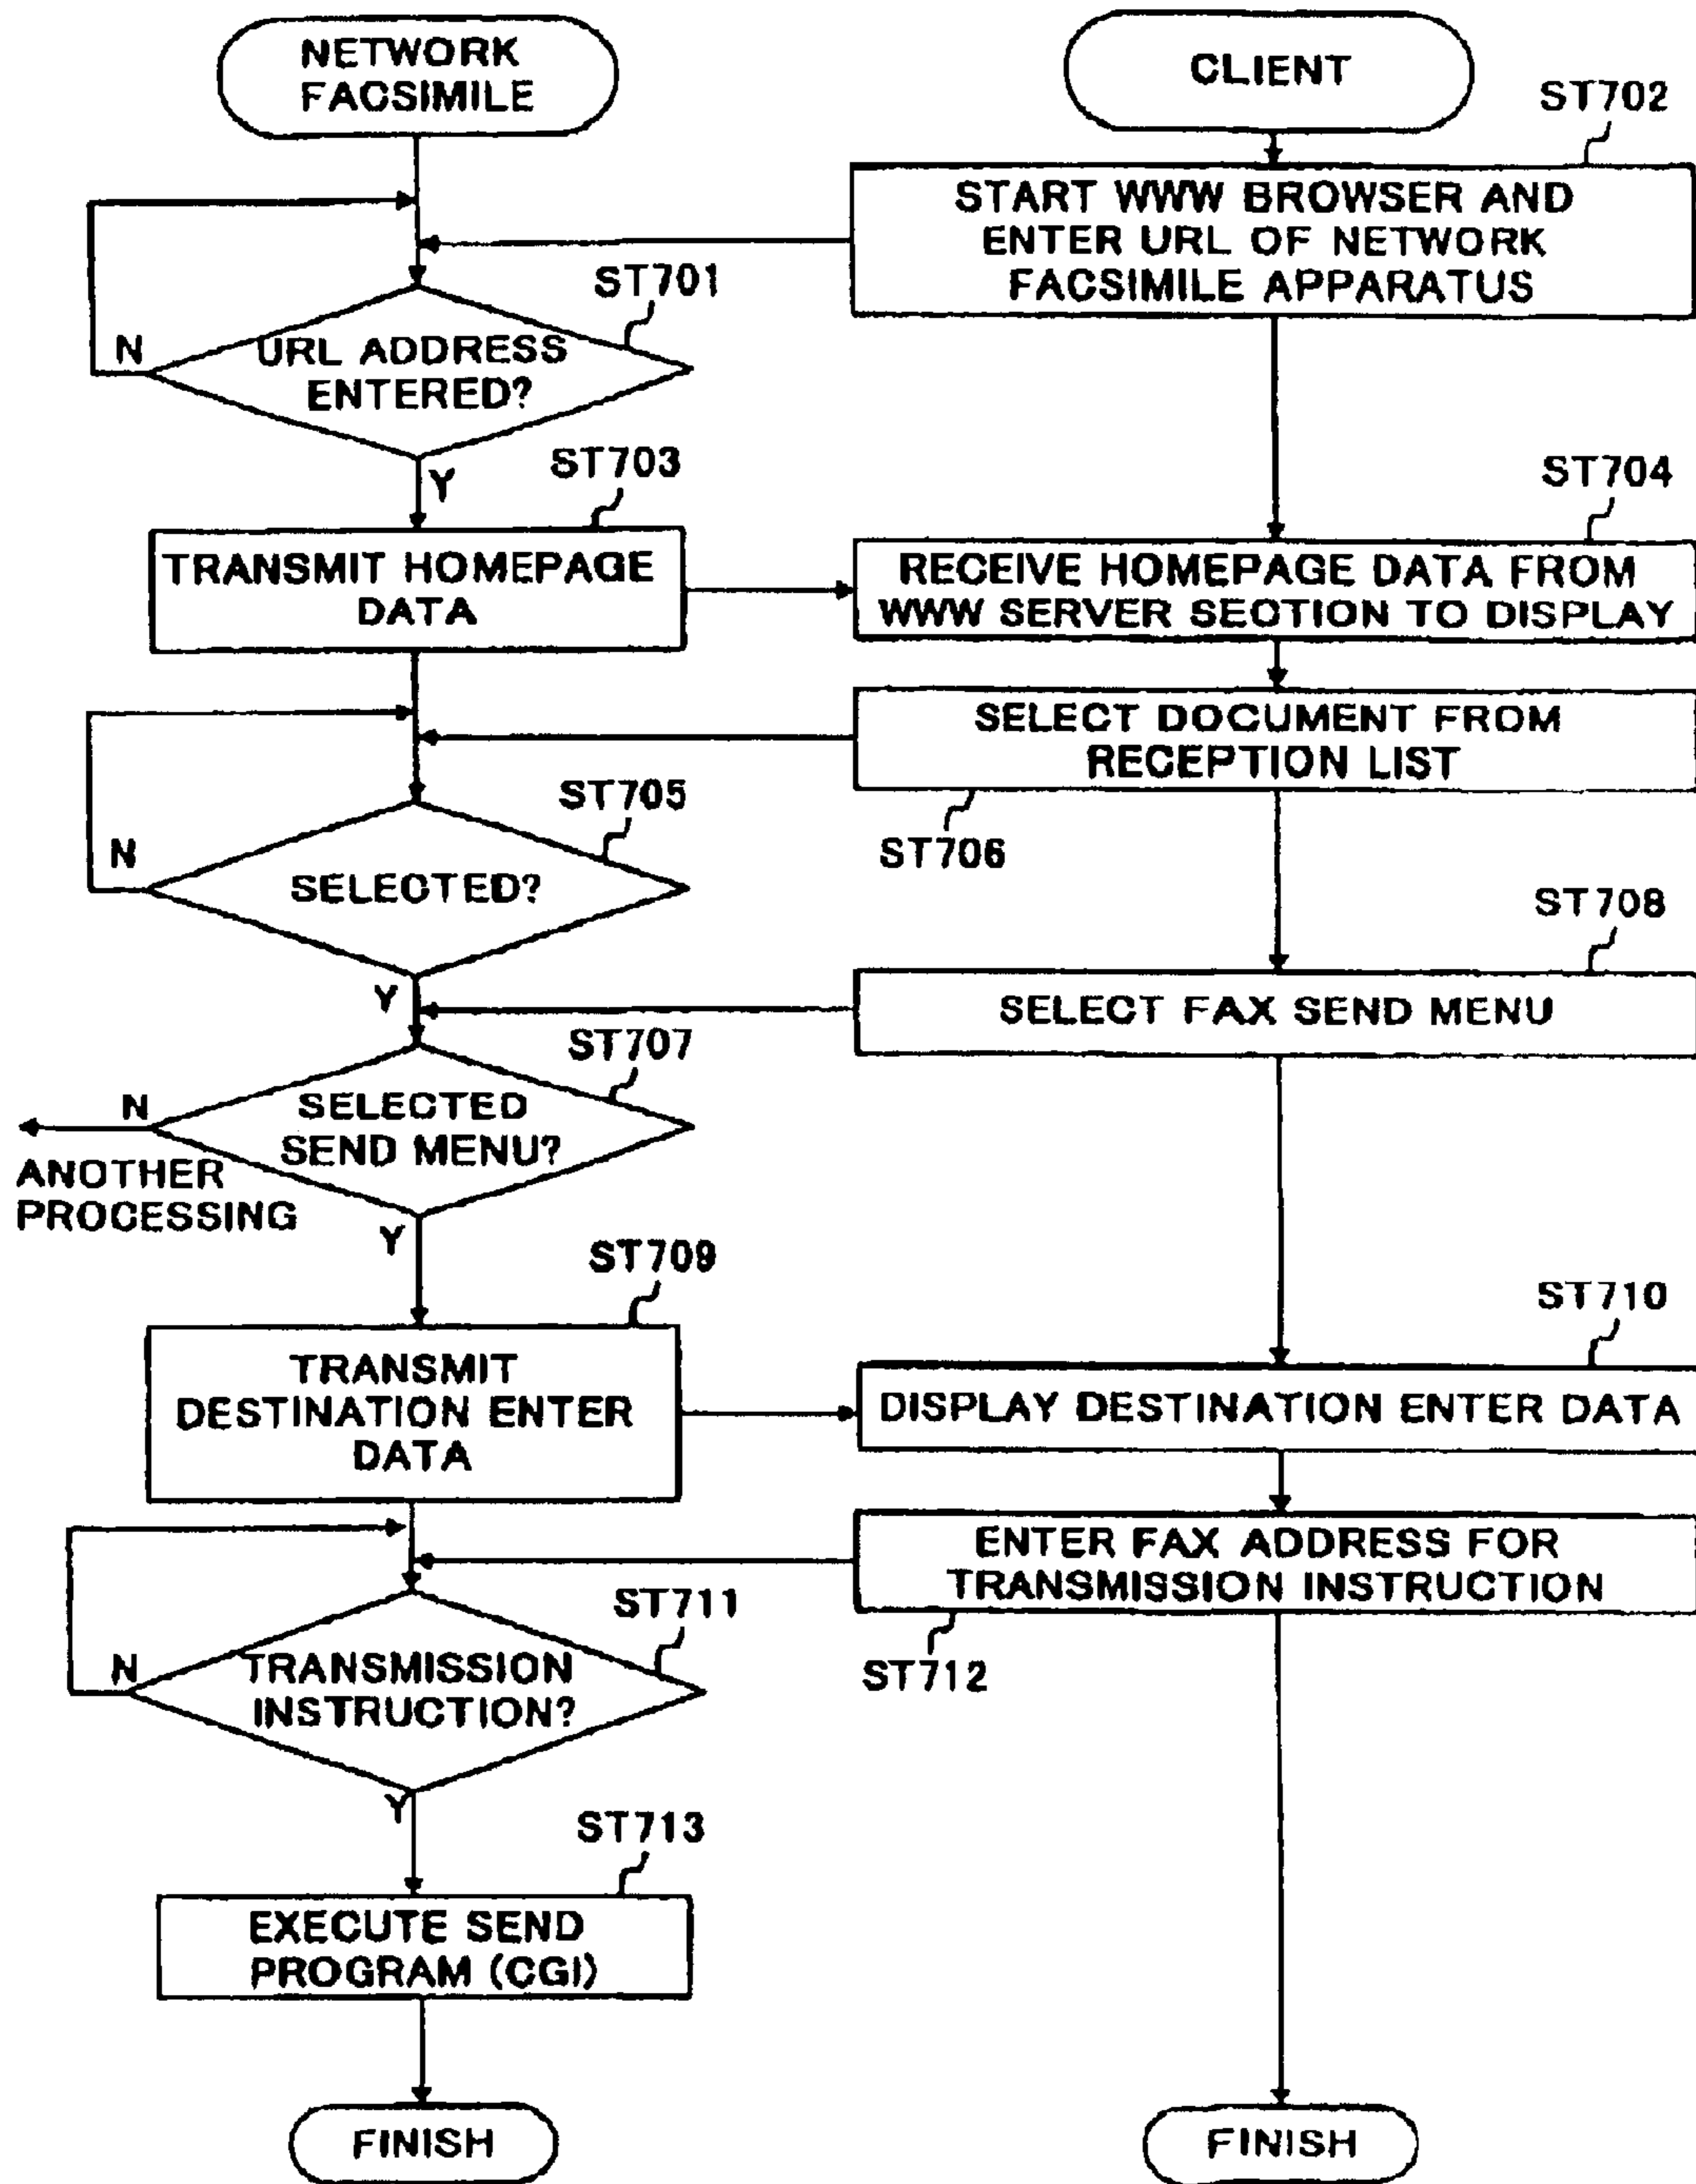 NETWORK
FACSIMILE
CLIENT
ST702
START WWW BROWSER AND
ENTER URL OF NETWORK
FACSIMILE APPARATUS
ST701
N
URL ADDRESS
ENTERED?
Y
ST703
TRANSMIT HOMEPAGE
DATA
ST704
RECEIVE HOMEPAGE DATA FROM
WWW SERVER SECTION TO DISPLAY
SELECT DOCUMENT FROM
RECEPTION LIST
ST706
ST705
N
SELECTED?
Y
ST708
SELECT FAX SEND MENU
ST707
N
SELECTED
SEND MENU?
ANOTHER
PROCESSING
Y
ST709
TRANSMIT
DESTINATION ENTER
DATA
ST710
DISPLAY DESTINATION ENTER DATA
ENTER FAX ADDRESS FOR
TRANSMISSION INSTRUCTION
ST712
ST711
N
TRANSMISSION
INSTRUCTION?
Y
ST713
EXECUTE SEND
PROGRAM (CGI)
FINISH
FINISH